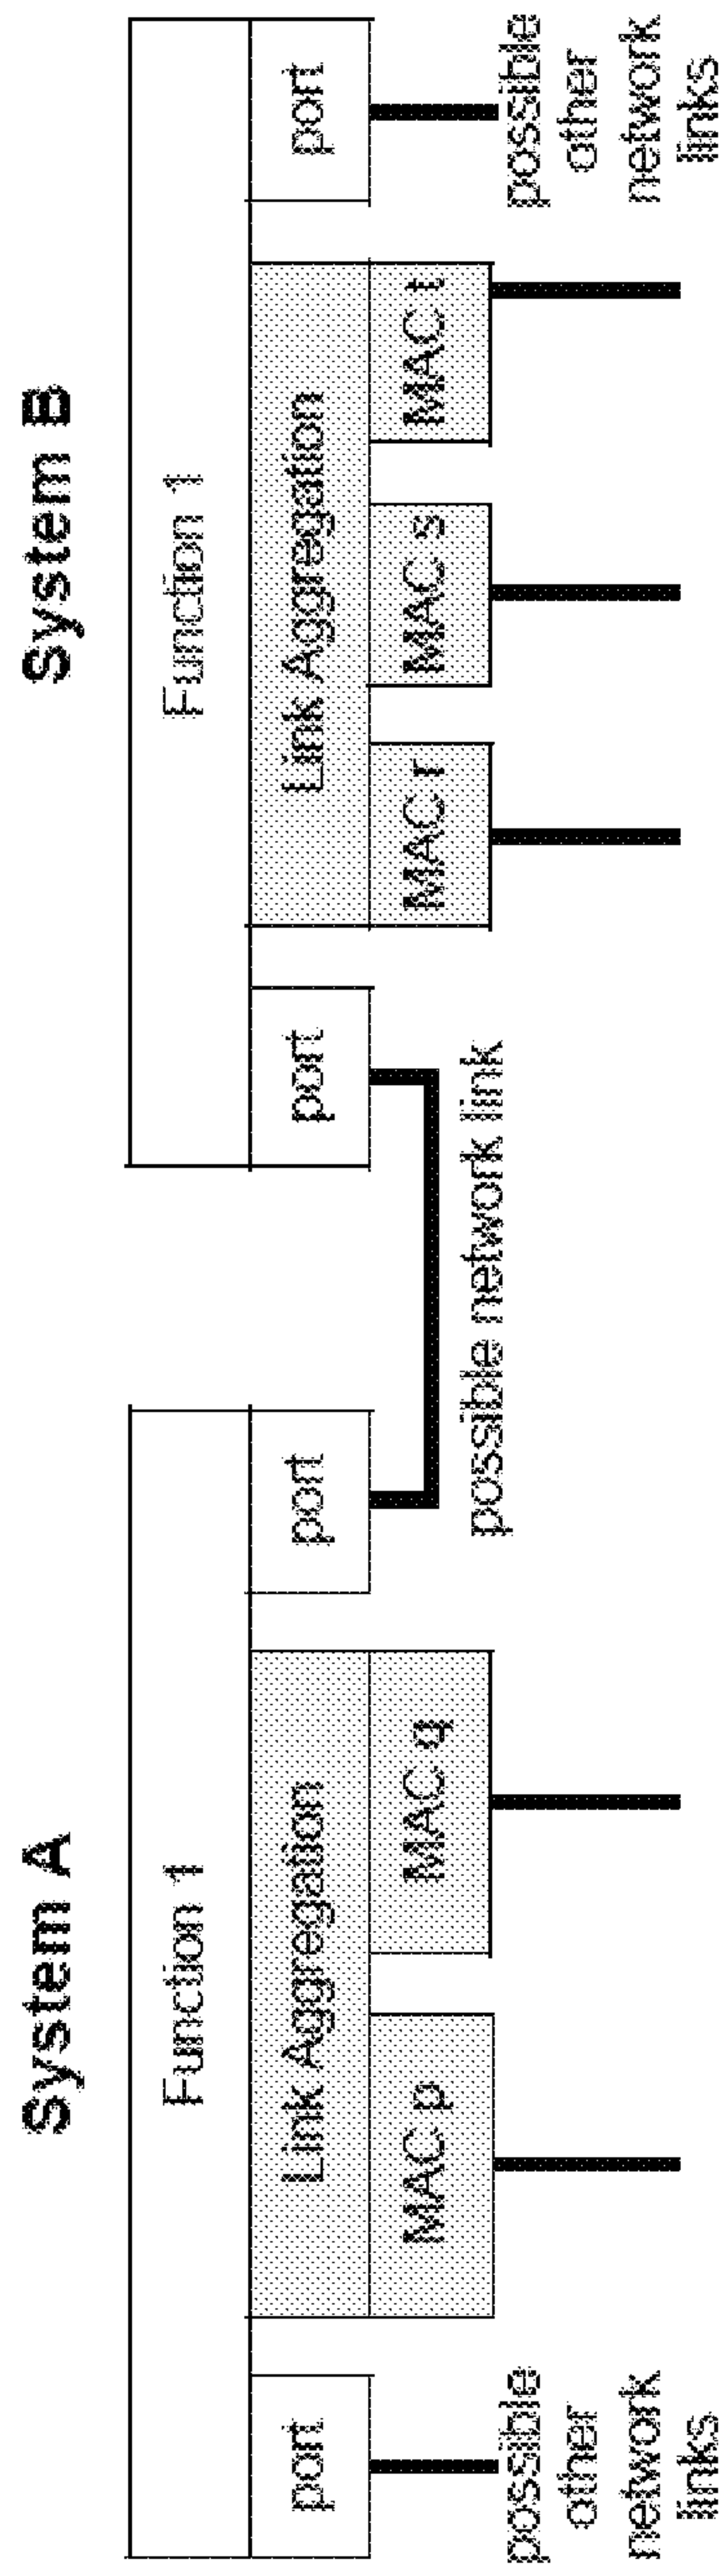 System A
System B
Function 1
Function 1
port
Link Aggregation
port
port
Link Aggregation
port
MAC p
MAC q
MAC r
MAC s
MAC t
possible
other
network
links
possible network link
possible
other
network
links